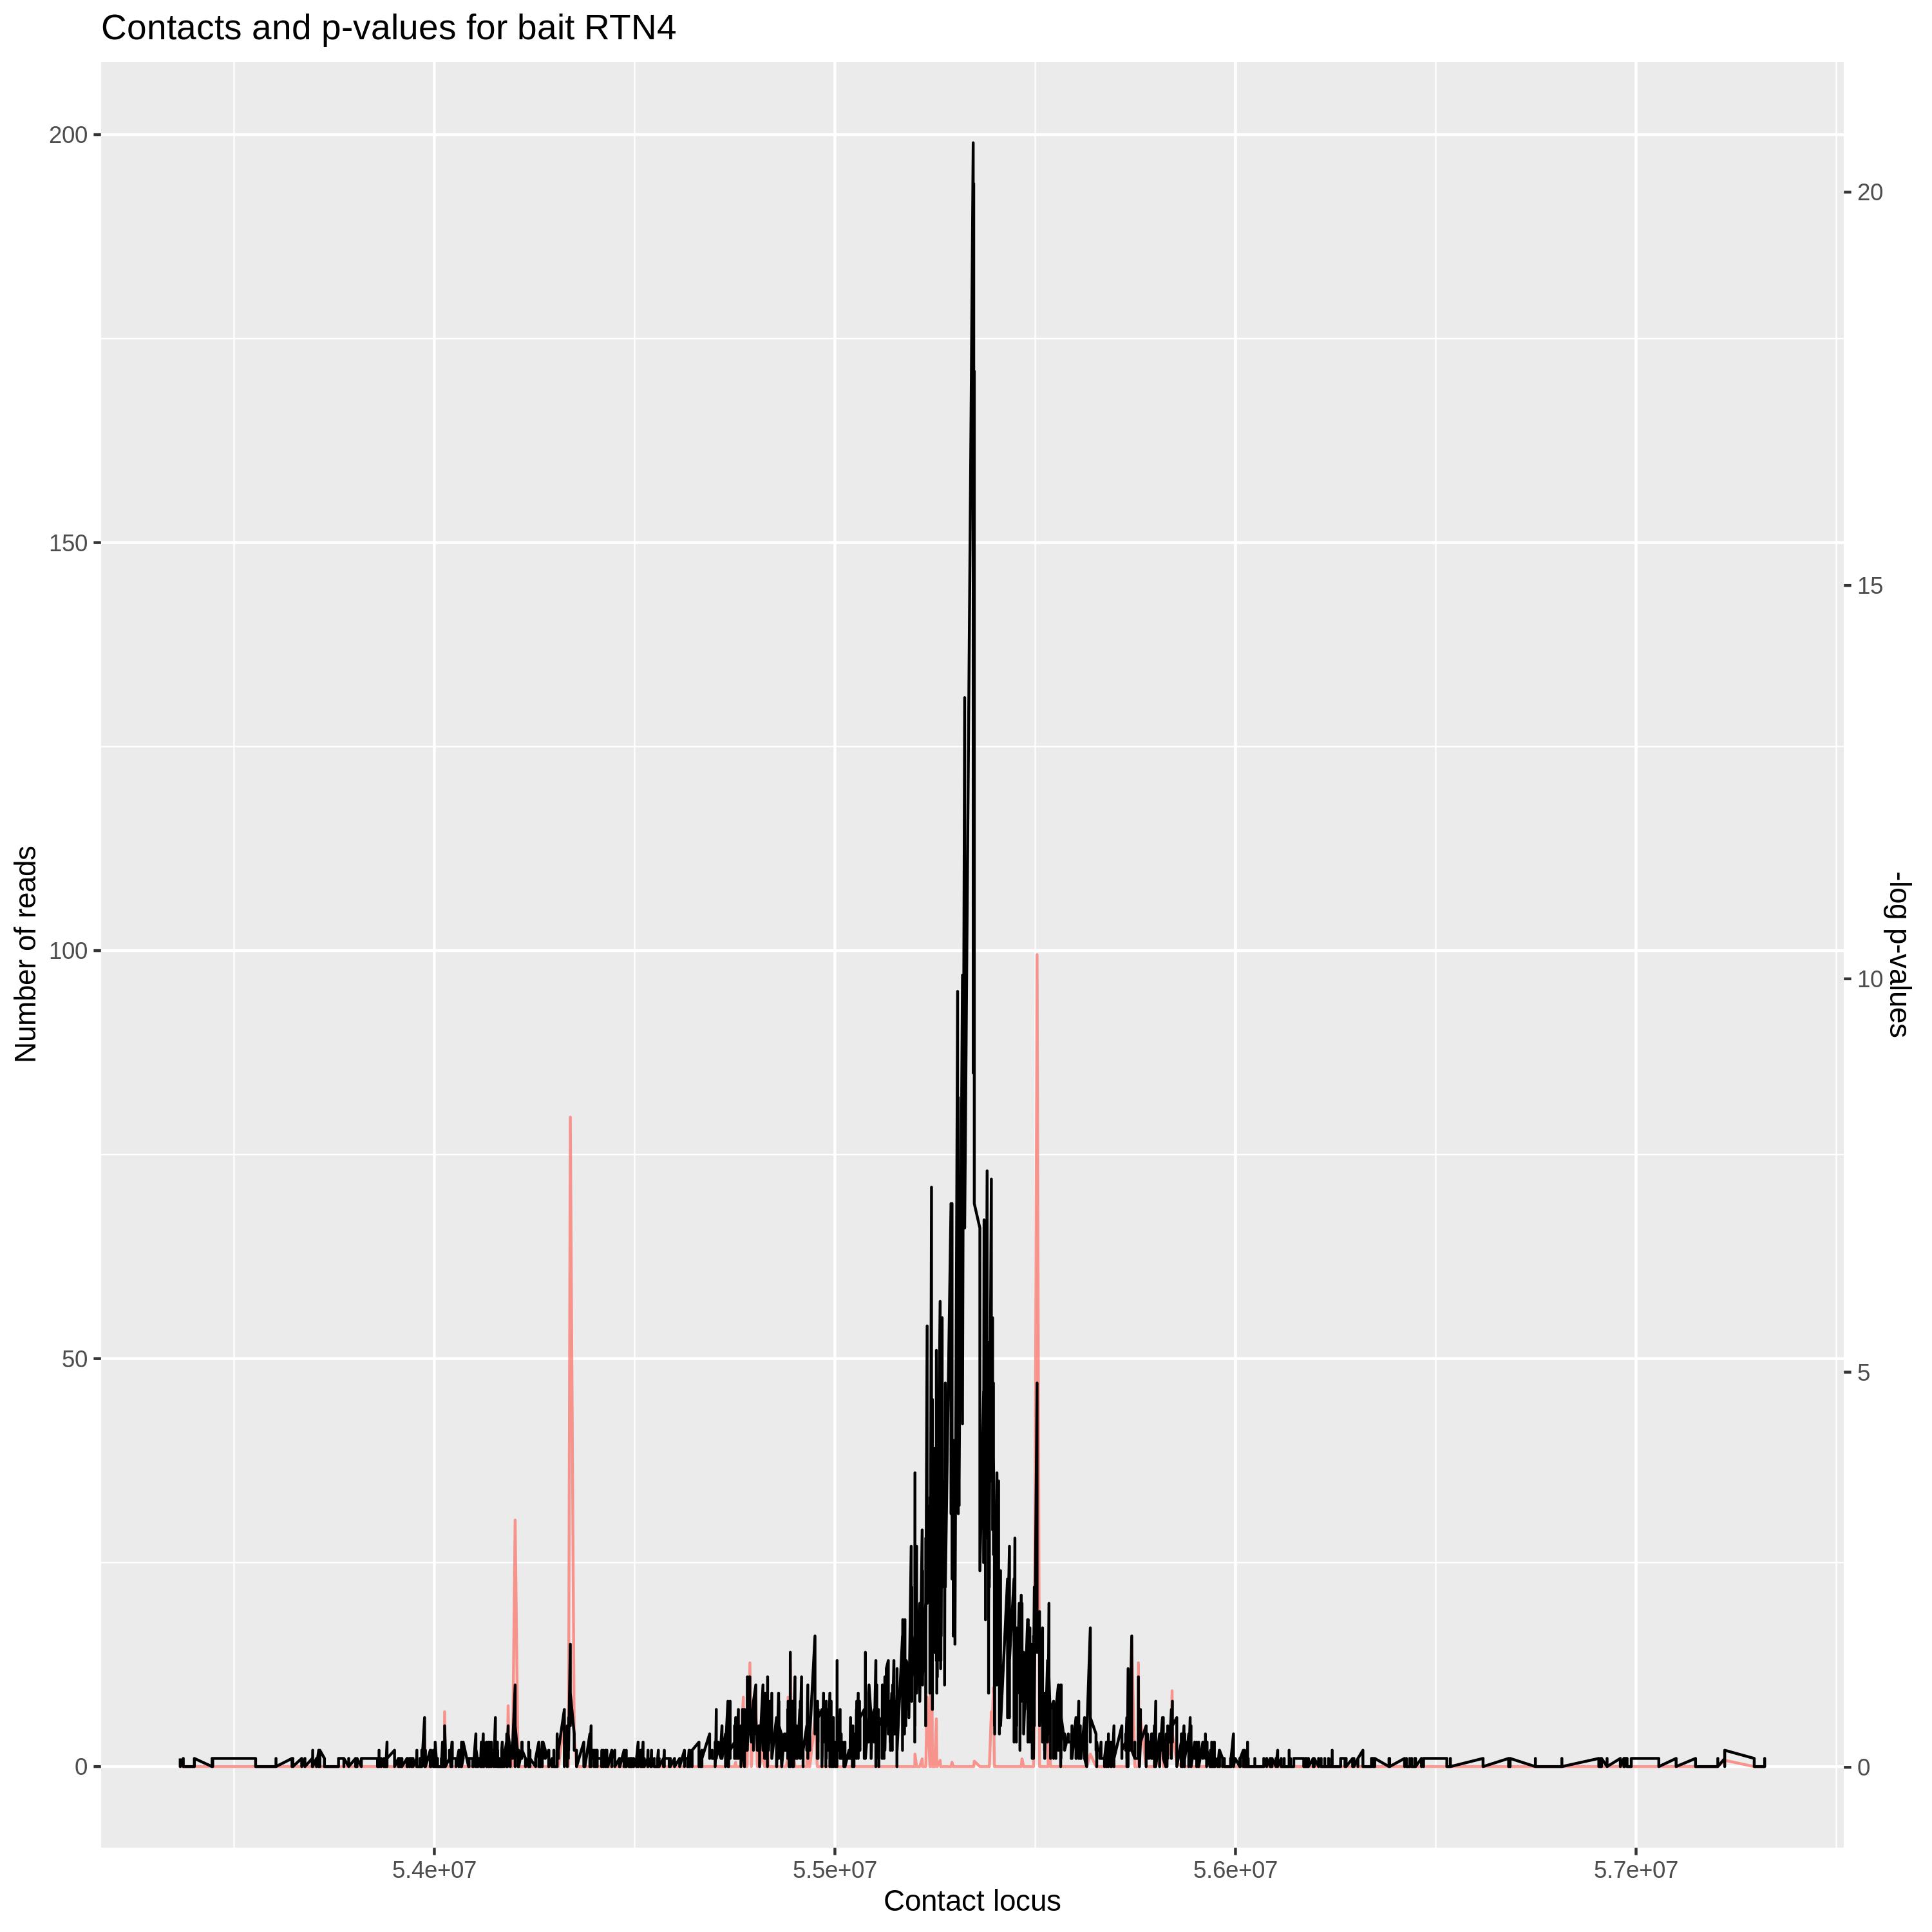 Contacts and p-values for bait RTN4
Number of reads
200
150
100
50
0
20
15
10
5
0
-log p-values
5.4e+07
5.5e+07
5.6e+07
5.7e+07
Contact locus